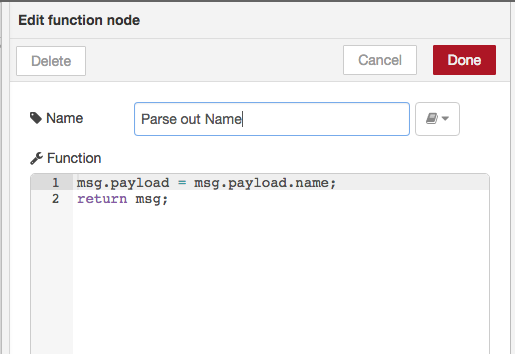 Edit function node
Delete
Cancel
Done
Name
Parse out Name
Function
1 msg.payload = msg.payload.name;
2 return msg;